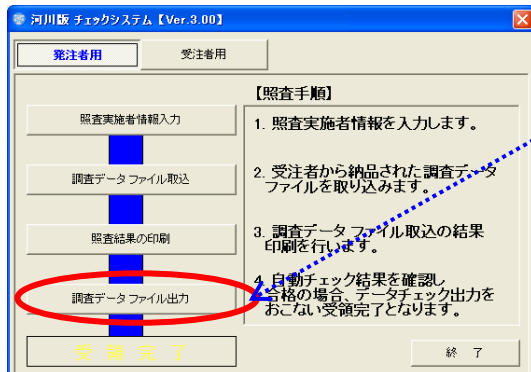 河川版 チェックシステム【Ver.3.00】
発注者用
受注者用
【照査手順】
照査実施者情報入力
1. 照査実施者情報を入力します。
調査データ ファイル取込
2. 受注者から納品された調査データ
ファイルを取り込みます。
照査結果の印刷
3. 調査データ ファイル取込の結果
印刷を行います。
調査データ ファイル出力
4. 自動チェック結果を確認し
合格の場合、データチェック出力を
おこない受領完了となります。
受 領 完 了
終 了